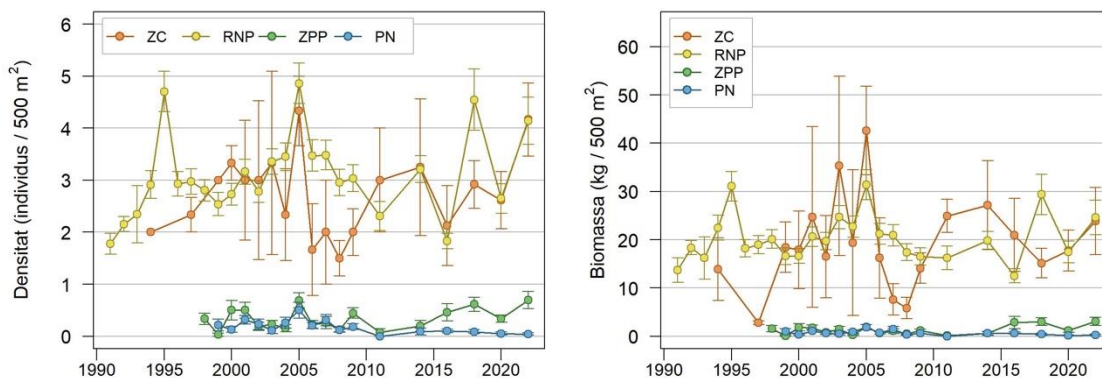 Densitat (individus / 500 m²)
6
5
4
3
2
1
0
ZC RNP ZPP PN
1990 1995 2000 2005 2010 2015 2020
Biomassa (kg / 500 m²)
60
50
40
30
20
10
0
ZC
RNP
ZPP
PN
1990 1995 2000 2005 2010 2015 2020